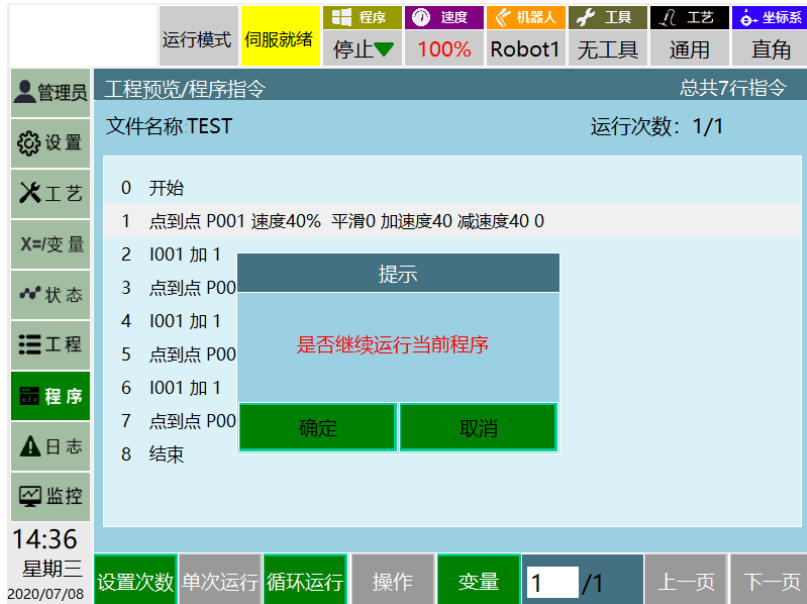 程序 速度 机器人 工具 工艺 坐标系
运行模式 伺服就绪 停止 100% Robot1 无工具 通用 直角
管理员
设置
工艺
X=/变量
状态
工程
程序
日志
监控
14:36
星期三
2020/07/08
工程预览/程序指令 总共7行指令
文件名称:TEST 运行次数：1/1
0 开始
1 点到点 P001 速度40% 平滑0 加速度40 减速度40 0
2 I001 加 1
3 点到点 P00
4 I001 加 1
5 点到点 P00
6 I001 加 1
7 点到点 P00
8 结束
提示
是否继续运行当前程序
确定 取消
设置次数 单次运行 循环运行 操作 变量 1 /1 上一页 下一页